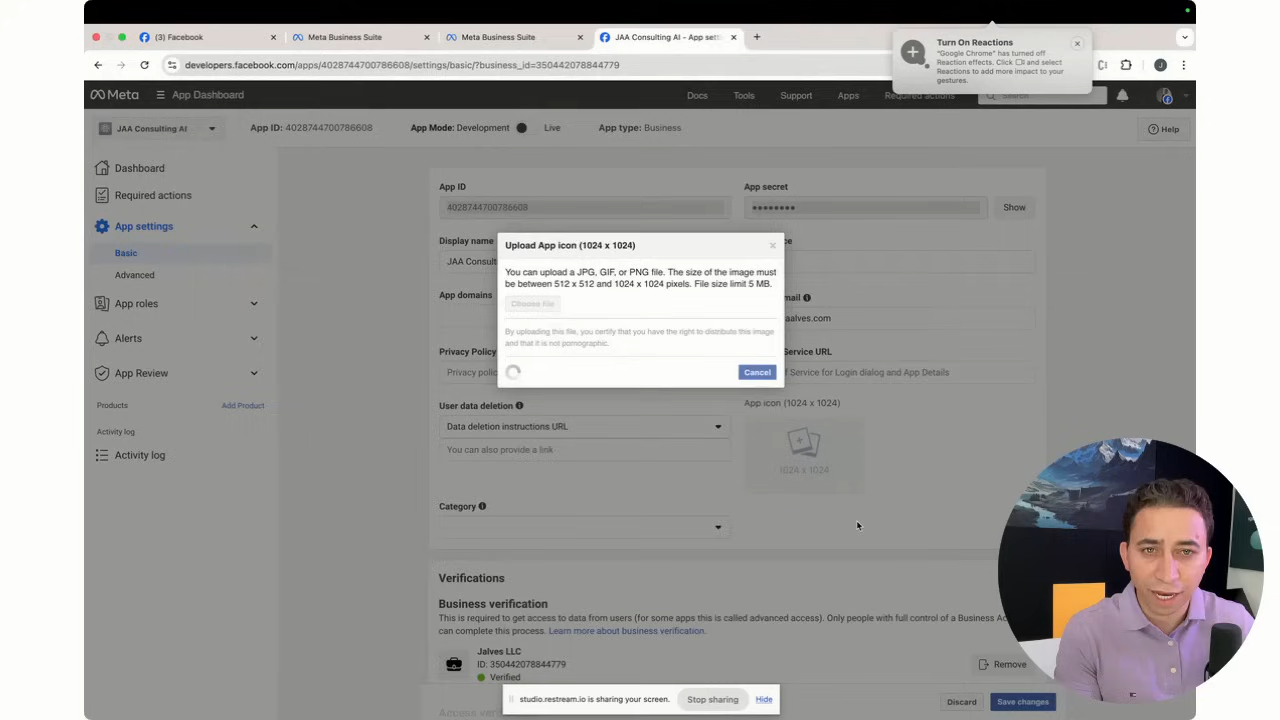 (3) Facebook
Meta Business Suite
Meta Business Suite
JAA Consulting AI - App sett
developers.facebook.com/apps/4028744700786608/settings/basic/?business_id=350442078844779
J
Turn On Reactions
"Google Chrome" has turned off
Reaction effects. Click and select
Reactions to add more impact to your
gestures.
Meta
App Dashboard
Docs
Tools
Support
Apps
Required actions
Search
JAA Consulting AI
App ID: 4028744700786608
App Mode: Development
Live
App type: Business
Help
Dashboard
Required actions
App settings
Basic
Advanced
App roles
Alerts
App Review
Products
Add Product
Activity log
Activity log
App ID
4028744700786608
App secret
Show
Display name
JAA Consult
App domains
Privacy Policy
Privacy polic
User data deletion
Data deletion instructions URL
You can also provide a link
Category
mail
aalves.com
Service URL
f Service for Login dialog and App Details
App icon (1024 x 1024)
1024 x 1024
Upload App icon (1024 x 1024)
You can upload a JPG, GIF, or PNG file. The size of the image must
be between 512 x 512 and 1024 x 1024 pixels. File size limit 5 MB.
Choose file
By uploading this file, you certify that you have the right to distribute this image
and that it is not pornographic.
Cancel
Verifications
Business verification
This is required to get access to data from users (for some apps this is called advanced access). Only people with full control of a Business Ac
can complete this process. Learn more about business verification.
Jalves LLC
ID: 350442078844779
Verified
Remove
studio.restream.io is sharing your screen.
Stop sharing
Hide
Discard
Save changes